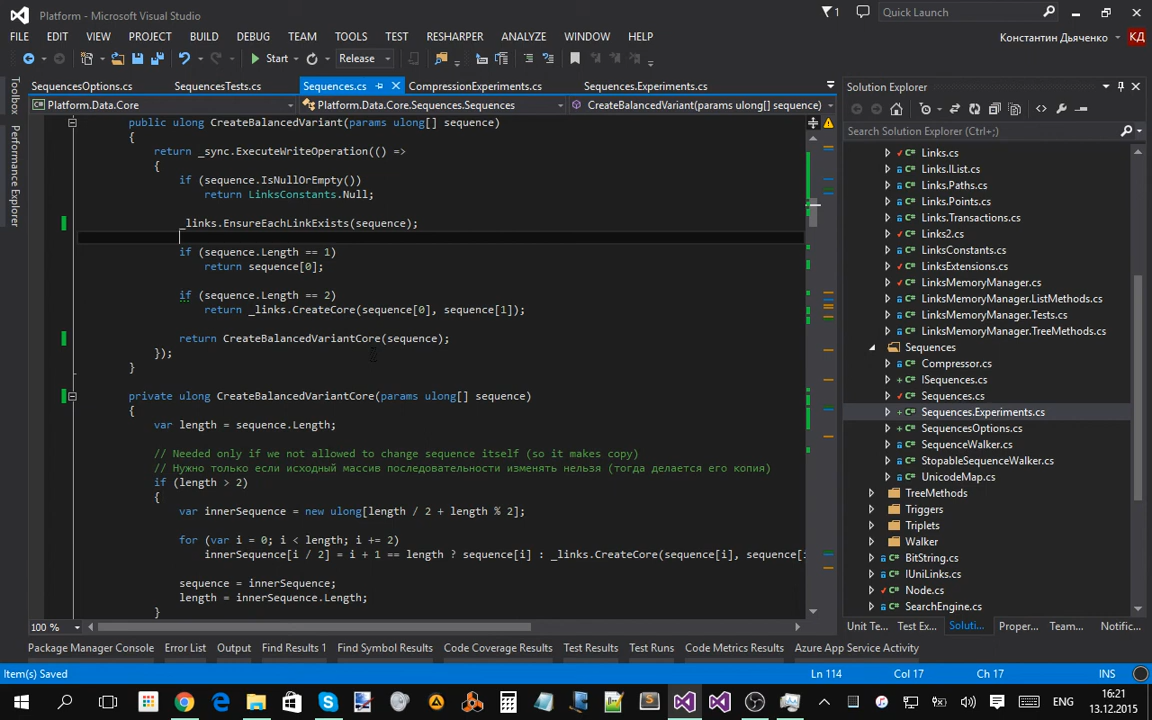 Platform - Microsoft Visual Studio
1
Quick Launch
FILE EDIT VIEW PROJECT BUILD DEBUG TEAM TOOLS TEST RESHARPER ANALYZE WINDOW HELP
Константин Дьяченко КД
Start Release
SequencesOptions.cs SequencesTests.cs Sequences.cs CompressionExperiments.cs Sequences.Experiments.cs
Platform.Data.Core Platform.Data.Core.Sequences.Sequences CreateBalancedVariant(params ulong[] sequence)
Toolbox
Performance Explorer
public ulong CreateBalancedVariant(params ulong[] sequence)
{
return _sync.ExecuteWriteOperation(() =>
{
if (sequence.IsNullOrEmpty())
return LinksConstants.Null;
_links.EnsureEachLinkExists(sequence);
if (sequence.Length == 1)
return sequence[0];
if (sequence.Length == 2)
return _links.CreateCore(sequence[0], sequence[1]);
return CreateBalancedVariantCore(sequence);
});
}
private ulong CreateBalancedVariantCore(params ulong[] sequence)
{
var length = sequence.Length;
// Needed only if we not allowed to change sequence itself (so it makes copy)
// Нужно только если исходный массив последовательности изменять нельзя (тогда делается его копия)
if (length > 2)
{
var innerSequence = new ulong[length / 2 + length % 2];
for (var i = 0; i < length; i += 2)
innerSequence[i / 2] = i + 1 == length ? sequence[i] : _links.CreateCore(sequence[i], sequence[i
sequence = innerSequence;
length = innerSequence.Length;
}
100 %
Solution Explorer
Search Solution Explorer (Ctrl+;)
Links.cs
Links.IList.cs
Links.Paths.cs
Links.Points.cs
Links.Transactions.cs
Links2.cs
LinksConstants.cs
LinksExtensions.cs
LinksMemoryManager.cs
LinksMemoryManager.ListMethods.cs
LinksMemoryManager.Tests.cs
LinksMemoryManager.TreeMethods.cs
Sequences
Compressor.cs
ISequences.cs
Sequences.cs
Sequences.Experiments.cs
SequencesOptions.cs
SequenceWalker.cs
StopableSequenceWalker.cs
UnicodeMap.cs
TreeMethods
Triggers
Triplets
Walker
BitString.cs
IUniLinks.cs
Node.cs
SearchEngine.cs
Unit Te... Test Ex... Soluti... Proper... Team... Notific...
Package Manager Console Error List Output Find Results 1 Find Symbol Results Code Coverage Results Test Results Test Runs Code Metrics Results Azure App Service Activity
Item(s) Saved Ln 114 Col 17 Ch 17 INS
ENG 16:21
13.12.2015